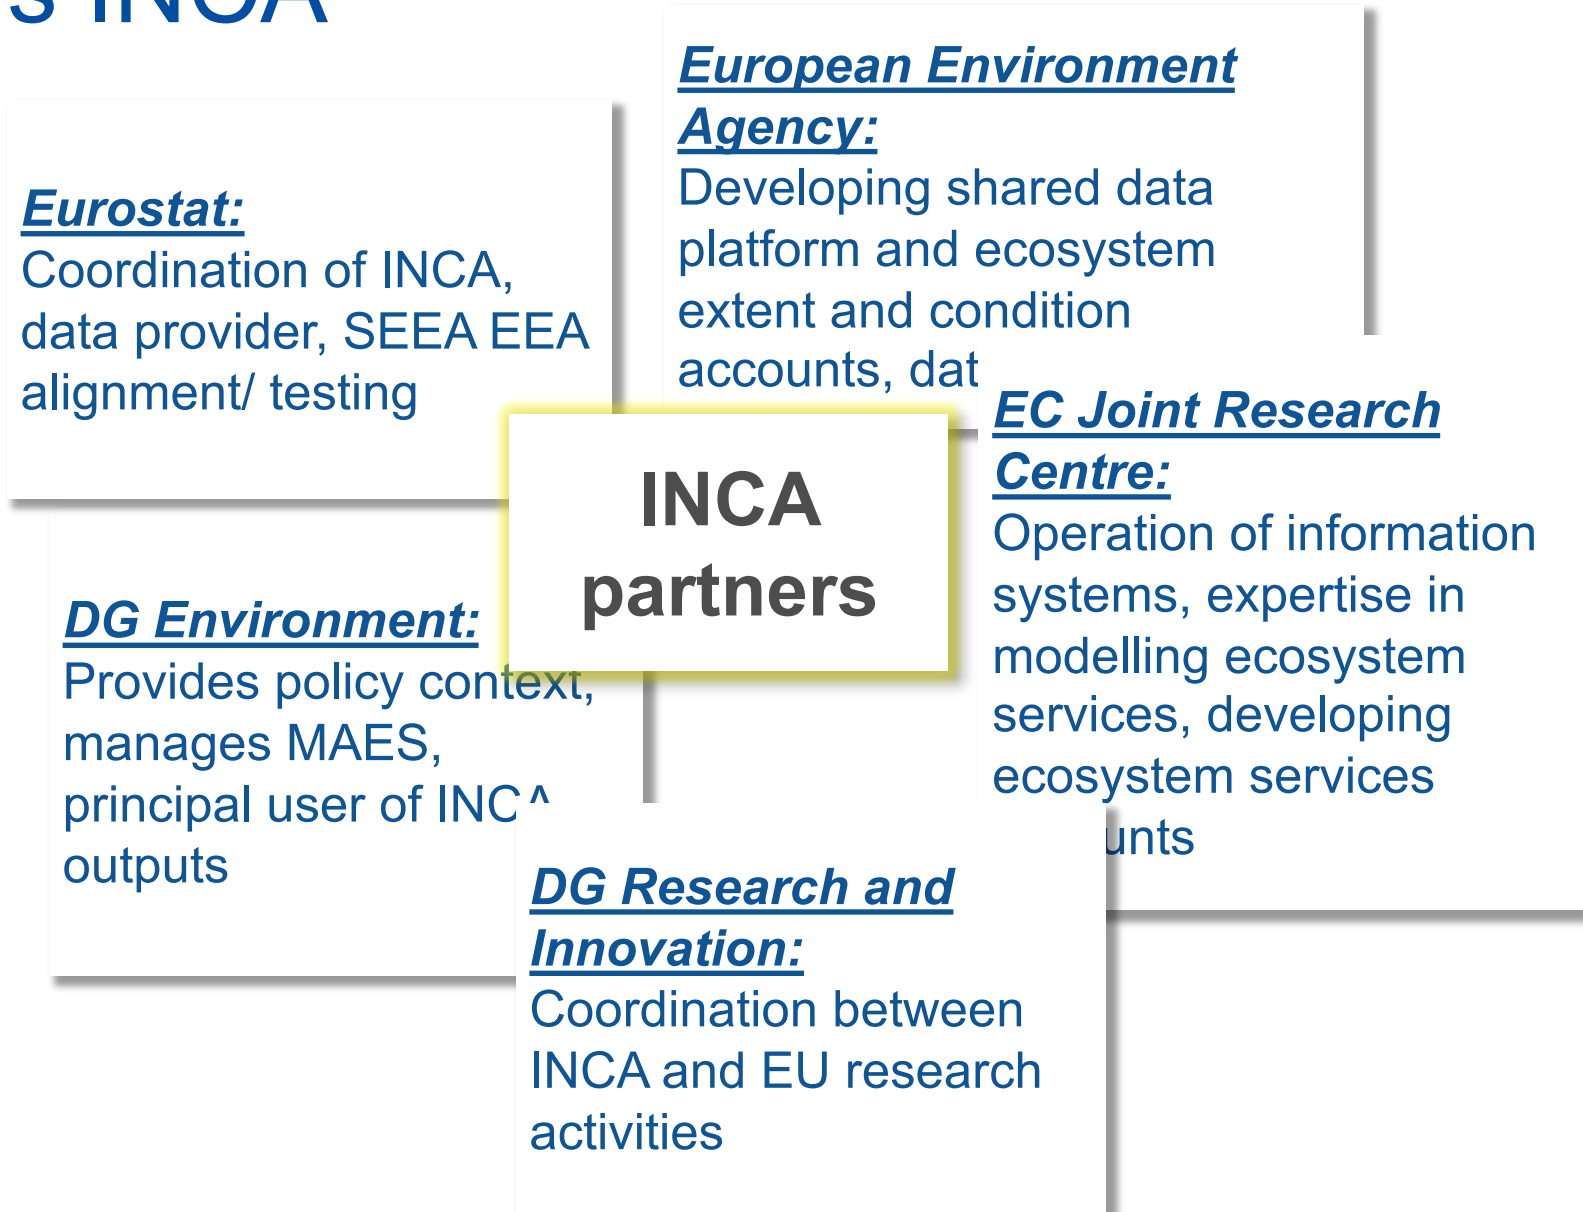 s INCA
European Environment
Agency:
Developing shared data
platform and ecosystem
extent and condition
accounts,
Eurostat:
Coordination of INCA,
data provider, SEEA EEA
alignment/ testing
INCA
partners
EC Joint Research
Centre:
Operation of information
systems, expertise in
modelling ecosystem
services, developing
ecosystem services
DG Environment:
Provides policy context,
manages MAES,
principal user of INCA
outputs
DG Research and
Innovation:
Coordination between
INCA and EU research
activities